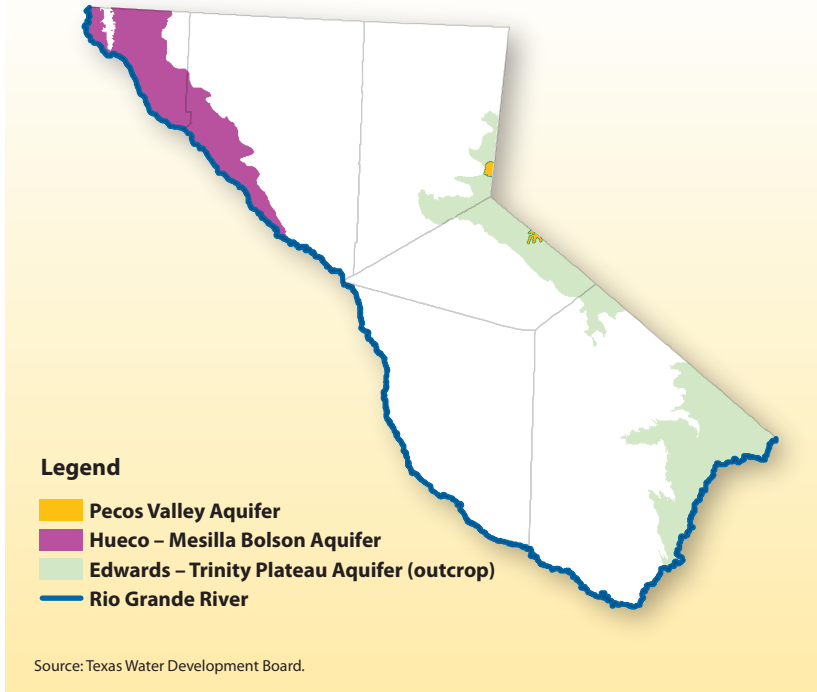 Legend
Pecos Valley Aquifer
Hueco – Mesilla Bolson Aquifer
Edwards – Trinity Plateau Aquifer (outcrop)
Rio Grande River
Source: Texas Water Development Board.